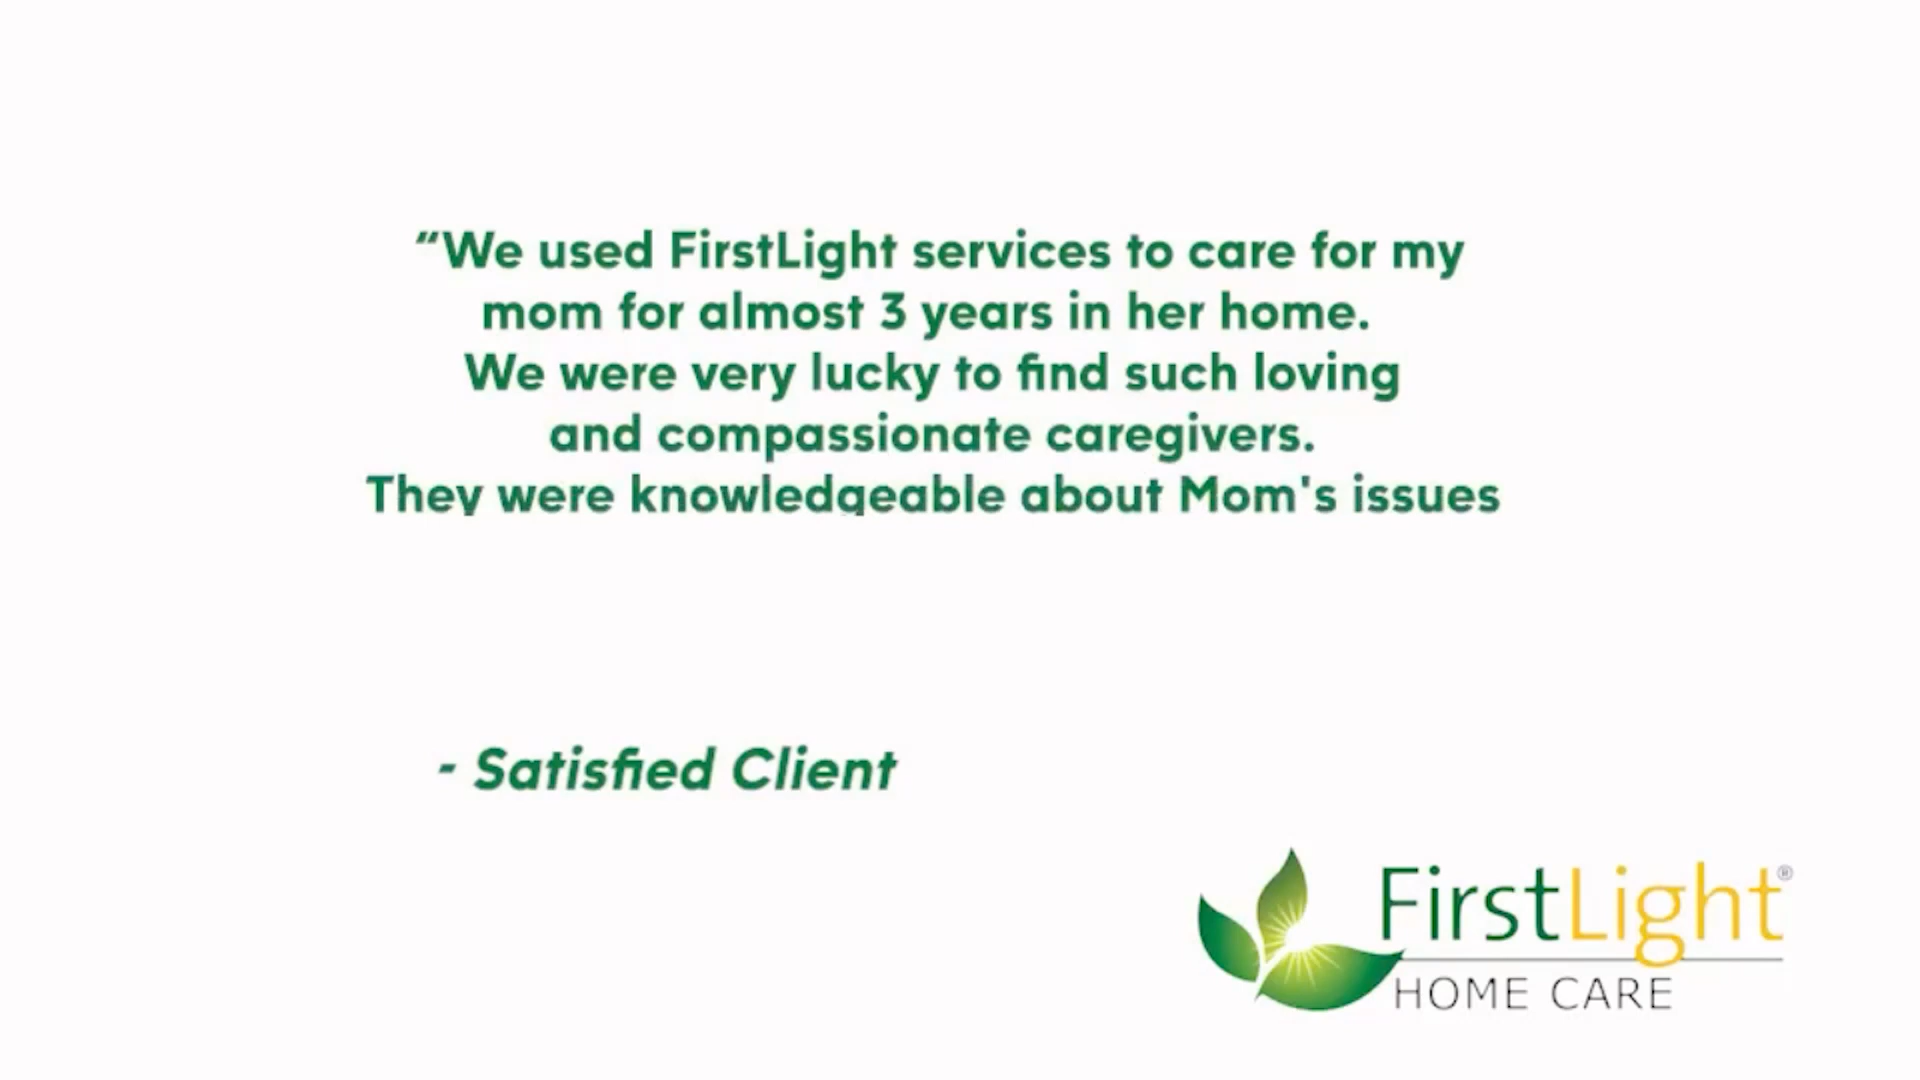 “We used FirstLight services to care for my
mom for almost 3 years in her home.
We were very lucky to find such loving
and compassionate caregivers.
They were knowledgeable about Mom's issues
- Satisfied Client
FirstLight®
HOME CARE